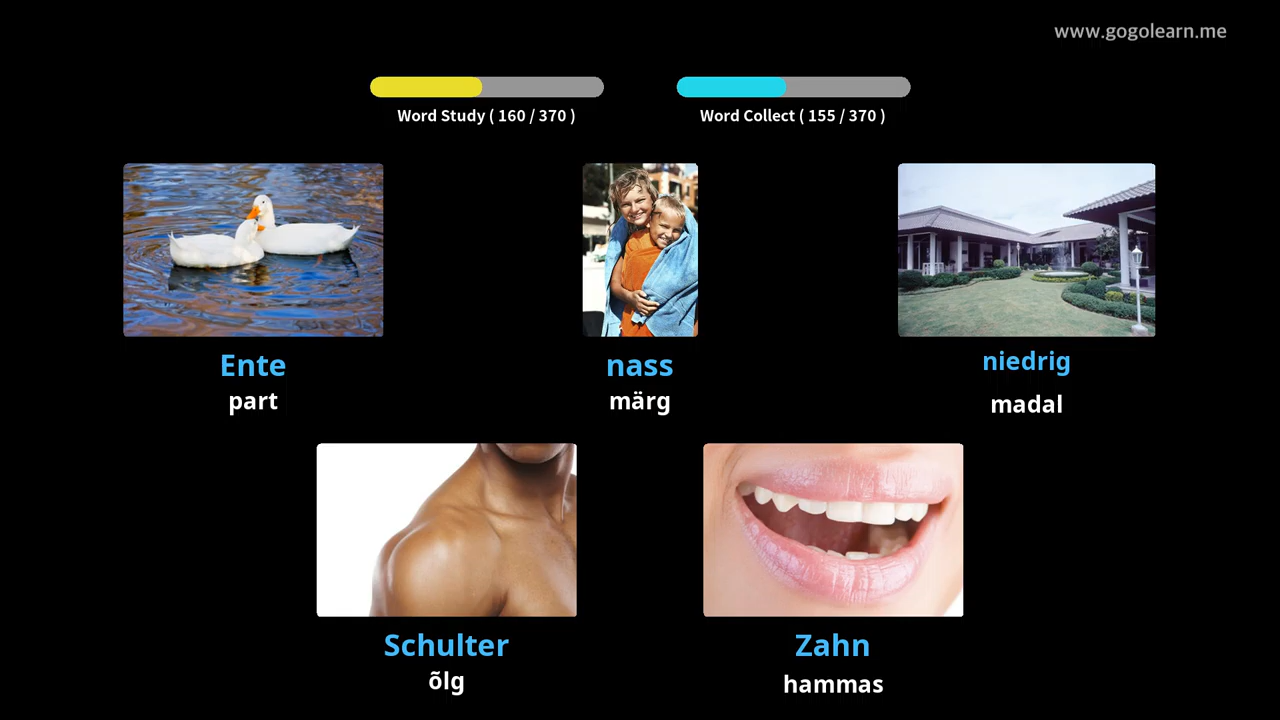 www.gogolearn.me
Word Study ( 160 / 370 )
Word Collect ( 155 / 370 )
Ente
part
nass
märg
niedrig
madal
Schulter
õlg
Zahn
hammas